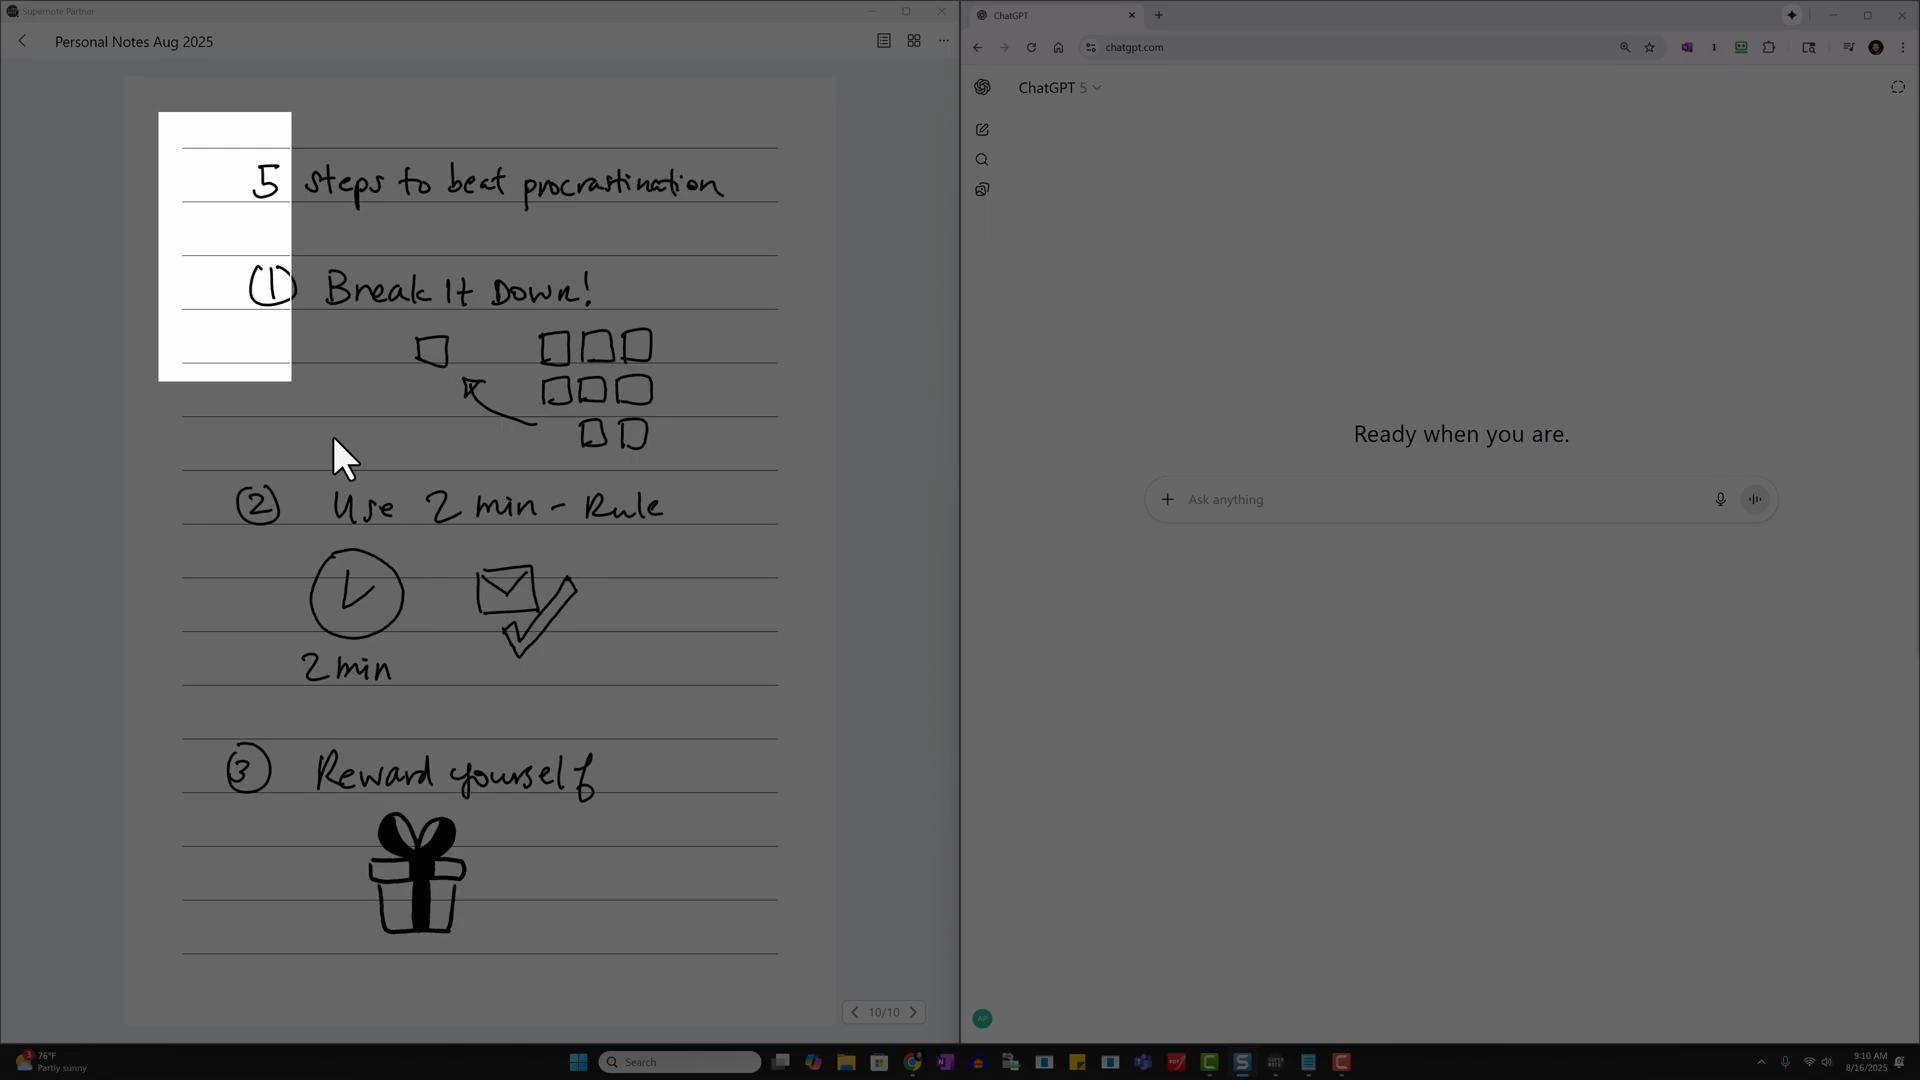 Supernote Partner
Personal Notes Aug 2025
5 steps to beat procrastination
1 Break It Down!
2 Use 2 min - Rule
2 min
3 Reward yourself
10/10
ChatGPT
chatgpt.com
ChatGPT 5
Ready when you are.
Ask anything
AP
3
76°F
Partly sunny
Search
9:10 AM
8/16/2025